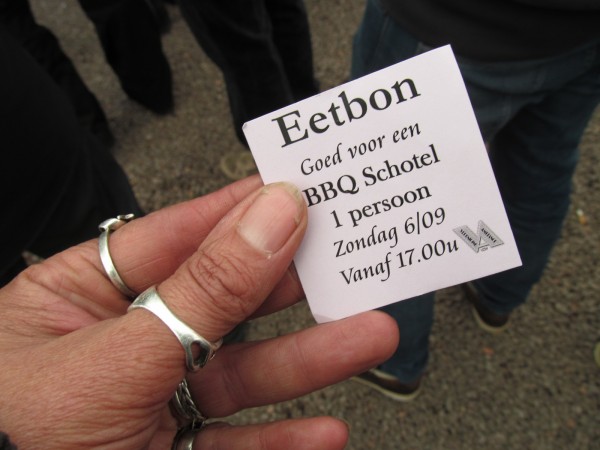 Eetbon
Goed voor een
BBQ Schotel
1 persoon
Zondag 6/09
Vanaf 17.00u